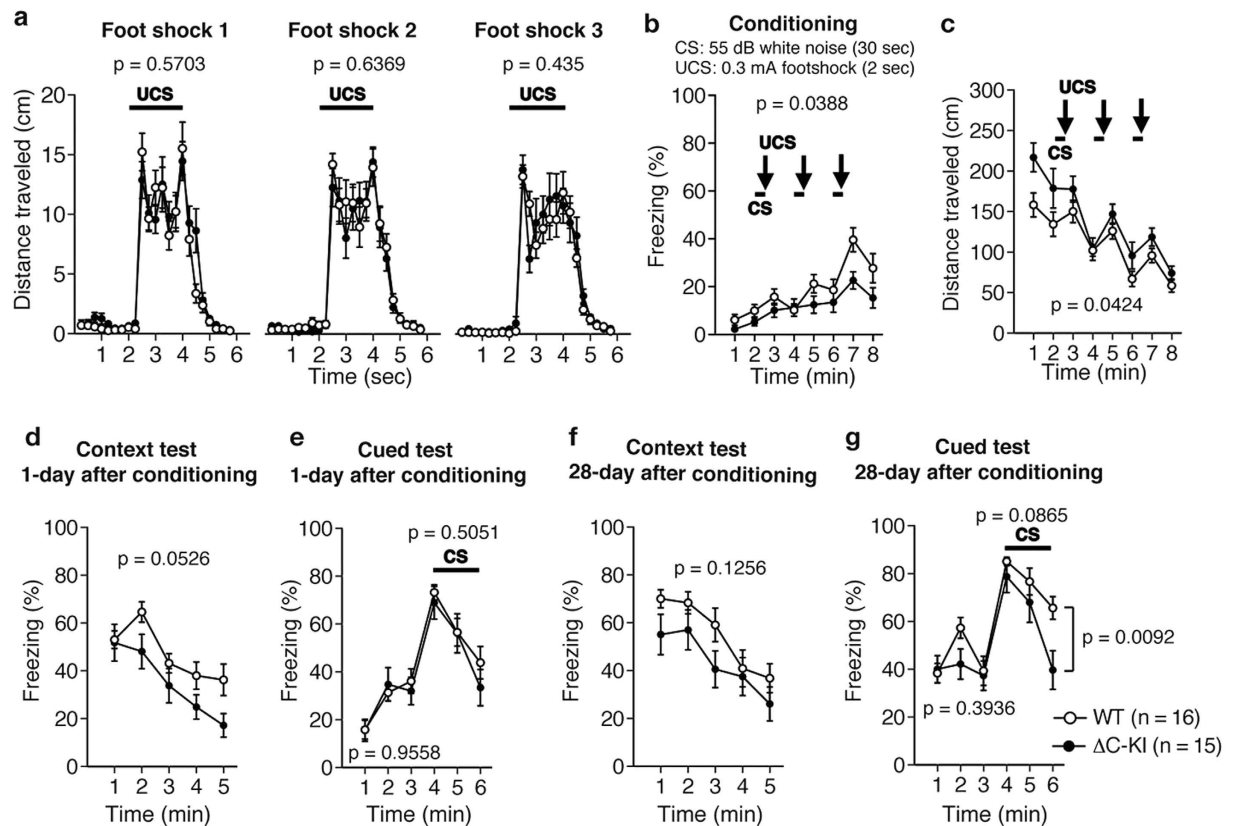 a
Foot shock 1
Foot shock 2
Foot shock 3
p = 0.5703
p = 0.6369
p = 0.435
UCS
UCS
UCS
Distance traveled (cm)
20
15
10
5
0
1 2 3 4 5 6
1 2 3 4 5 6
1 2 3 4 5 6
Time (sec)
b
Conditioning
CS: 55 dB white noise (30 sec)
UCS: 0.3 mA footshock (2 sec)
p = 0.0388
UCS
CS
Freezing (%)
100
80
60
40
20
0
1 2 3 4 5 6 7 8
Time (min)
c
UCS
CS
Distance traveled (cm)
300
250
200
150
100
50
0
p = 0.0424
1 2 3 4 5 6 7 8
Time (min)
d
Context test
1-day after conditioning
p = 0.0526
Freezing (%)
100
80
60
40
20
0
1 2 3 4 5
Time (min)
e
Cued test
1-day after conditioning
p = 0.5051
CS
Freezing (%)
100
80
60
40
20
0
p = 0.9558
1 2 3 4 5 6
Time (min)
f
Context test
28-day after conditioning
p = 0.1256
Freezing (%)
100
80
60
40
20
0
1 2 3 4 5
Time (min)
g
Cued test
28-day after conditioning
p = 0.0865
CS
Freezing (%)
100
80
60
40
20
0
p = 0.0092
p = 0.3936
1 2 3 4 5 6
Time (min)
WT (n = 16)
ΔC-KI (n = 15)